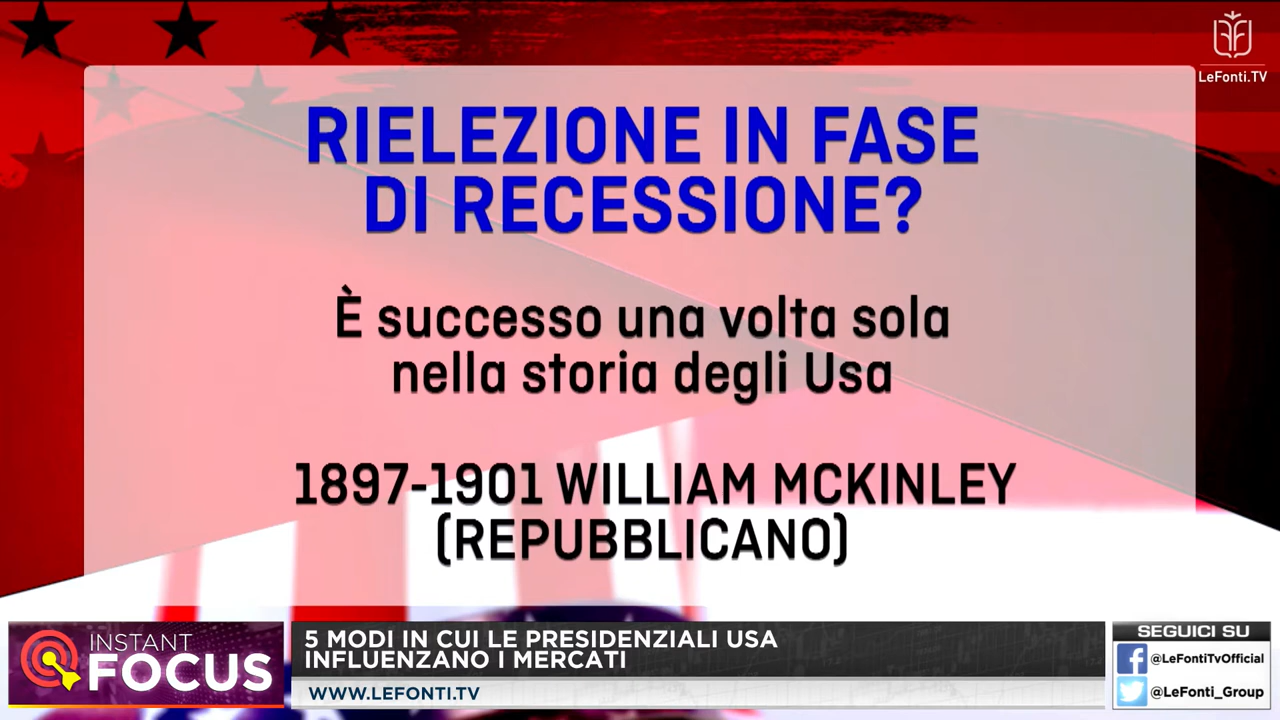 LeFonti.TV
RIELEZIONE IN FASE
DI RECESSIONE?
È successo una volta sola
nella storia degli Usa
1897-1901 WILLIAM MCKINLEY
(REPUBBLICANO)
INSTANT
FOCUS
5 MODI IN CUI LE PRESIDENZIALI USA
INFLUENZANO I MERCATI
WWW.LEFONTI.TV
SEGUICI SU
@LeFontiTvOfficial
@LeFonti_Group